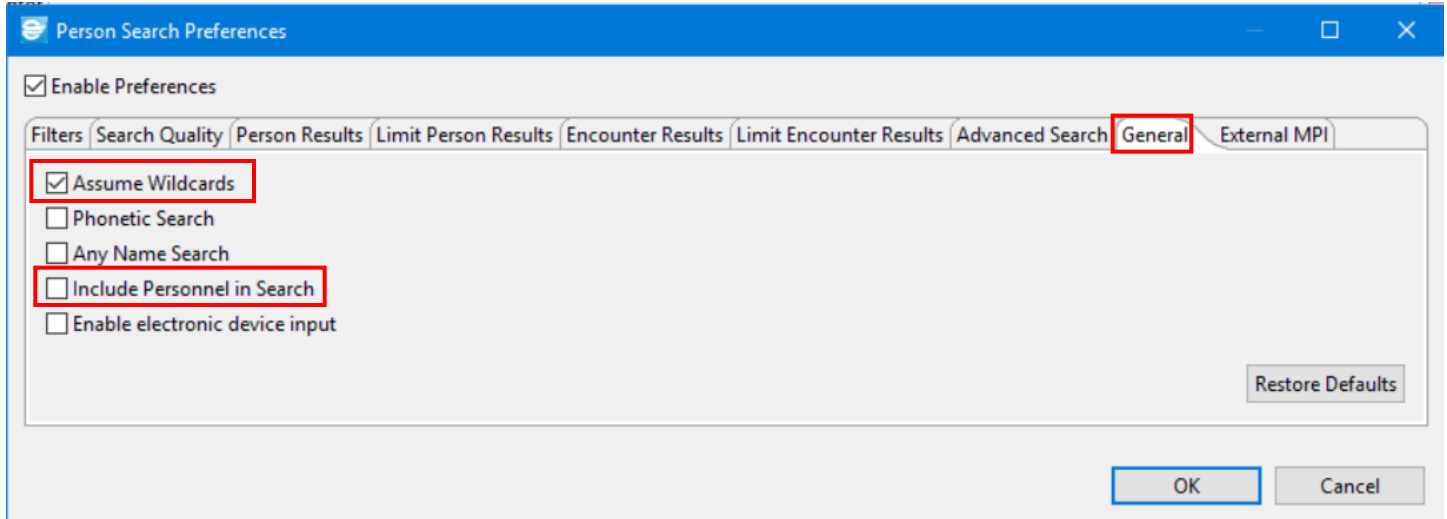 Person Search Preferences
Enable Preferences
Filters Search Quality Person Results Limit Person Results Encounter Results Limit Encounter Results Advanced Search General External MPI
Assume Wildcards
Phonetic Search
Any Name Search
Include Personnel in Search
Enable electronic device input
Restore Defaults
OK Cancel